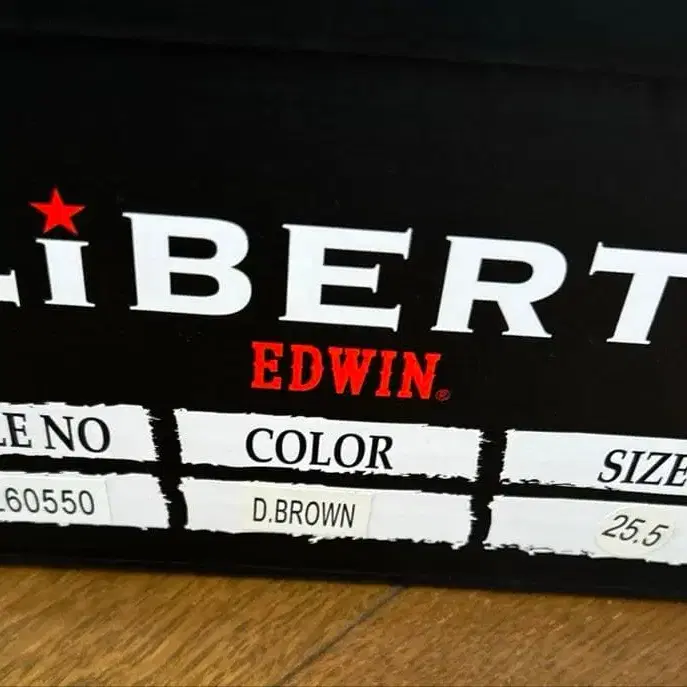 LiBERT
EDWIN®
LE NO COLOR SIZE
L60550 D.BROWN 25.5